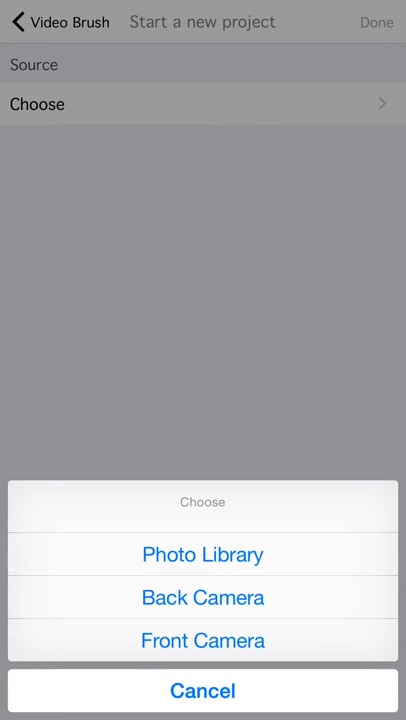 Video Brush Start a new project Done
Source
Choose
Choose
Photo Library
Back Camera
Front Camera
Cancel